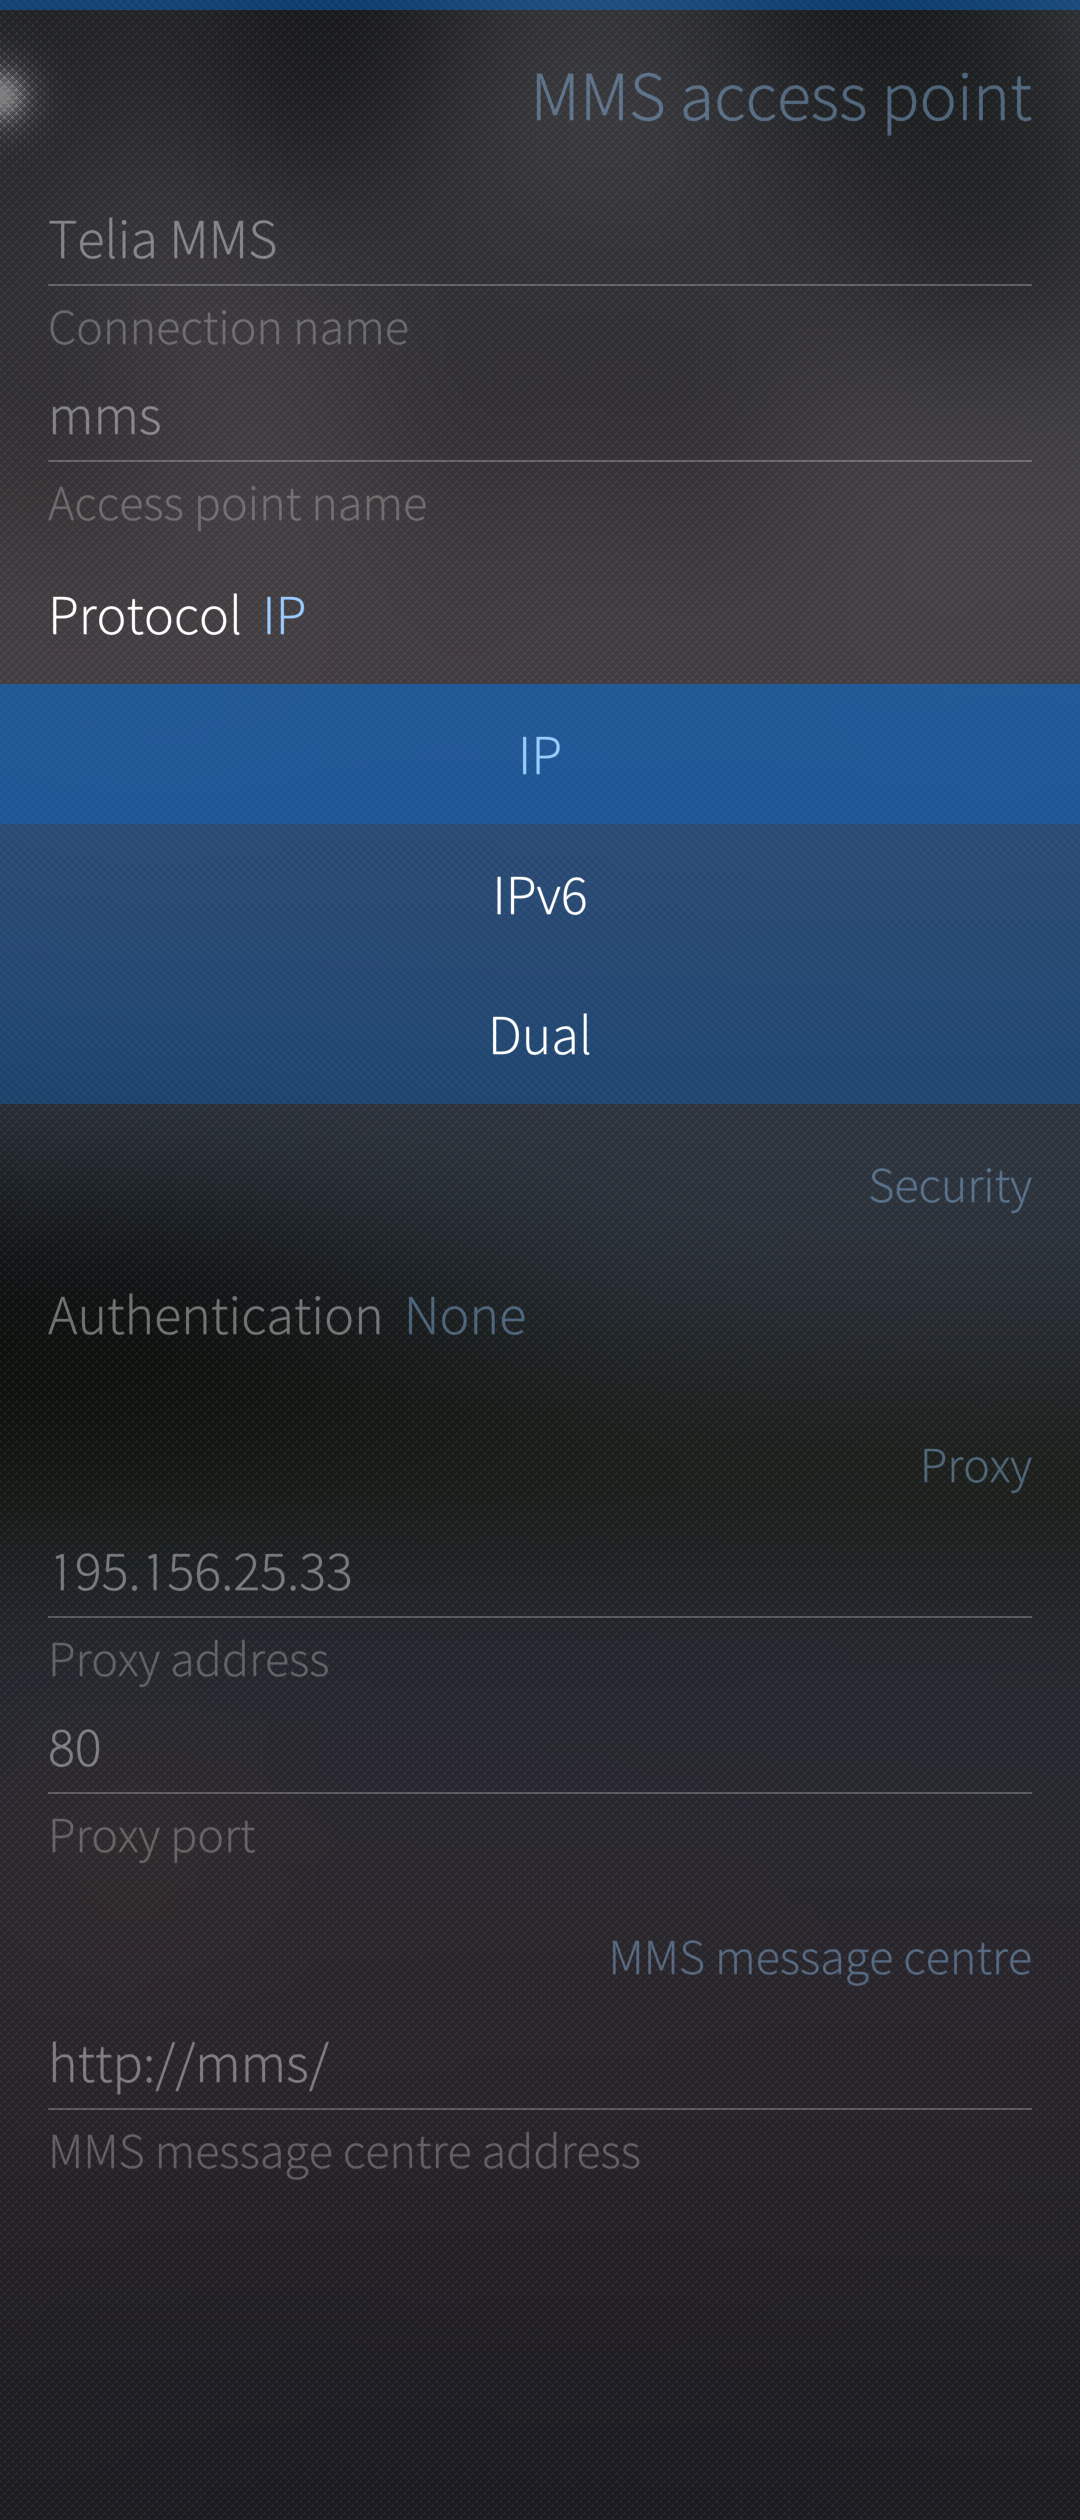 MMS access point
Telia MMS
Connection name
mms
Access point name
Protocol IP
IP
IPv6
Dual
Security
Authentication None
Proxy
195.156.25.33
Proxy address
80
Proxy port
MMS message centre
http://mms/
MMS message centre address